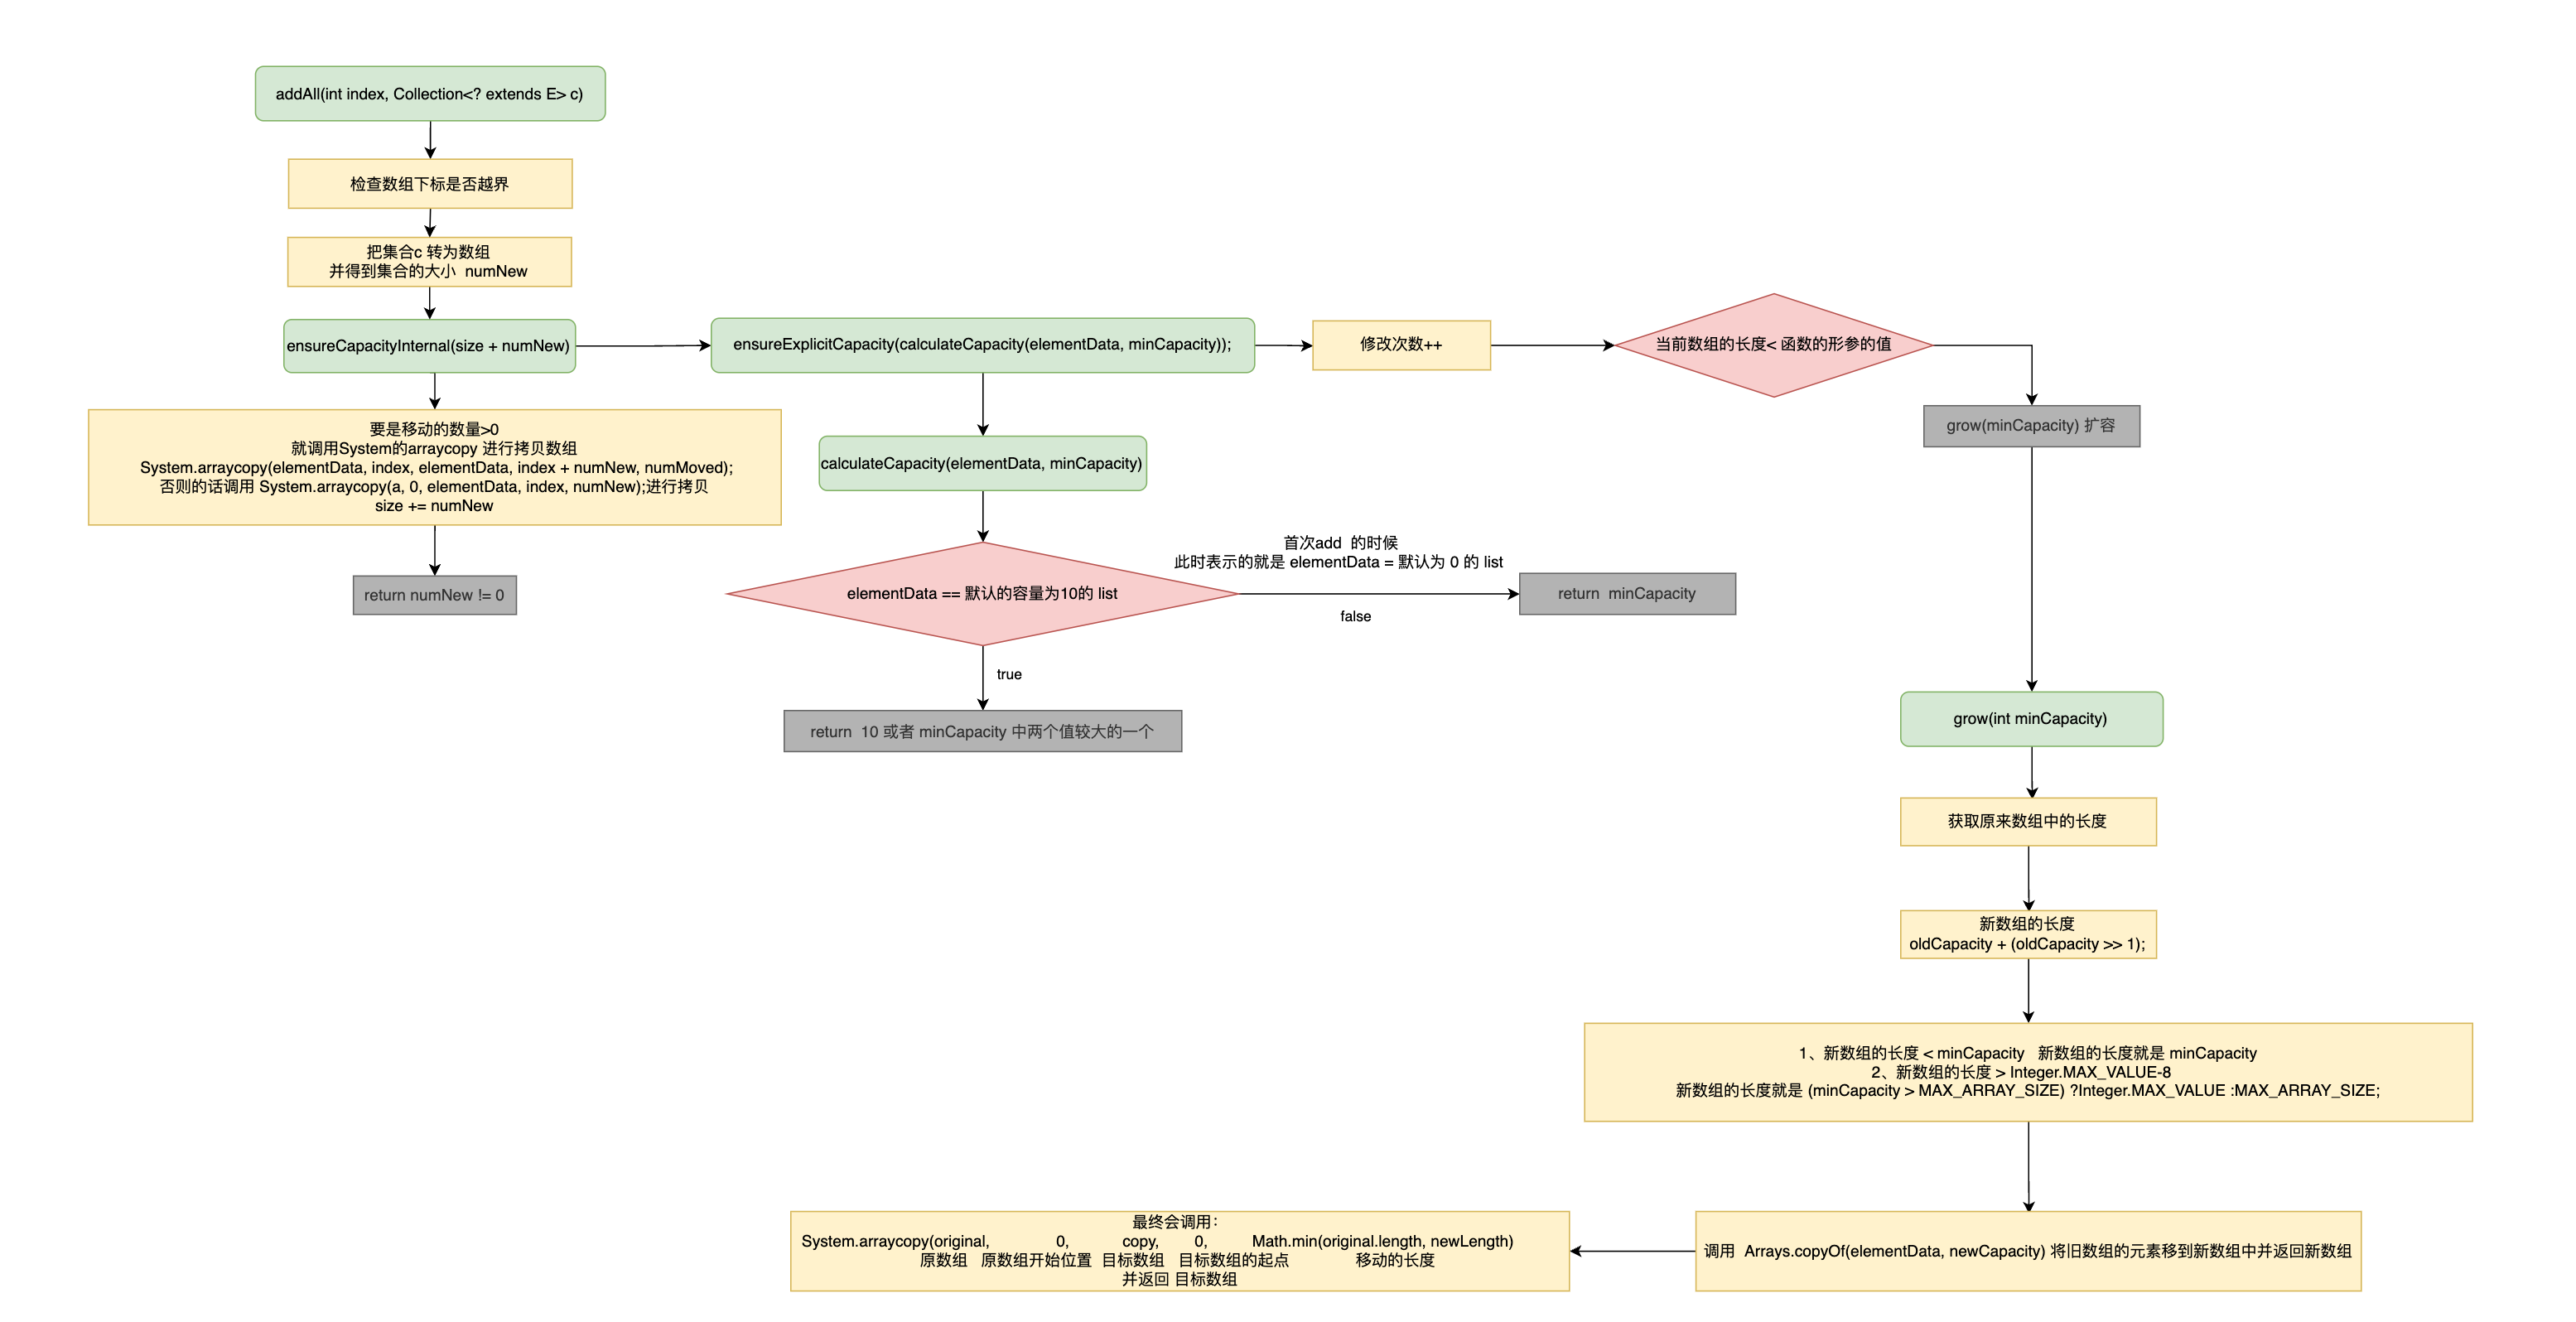 addAll(int index, Collection<? extends E> c)
检查数组下标是否越界
把集合c 转为数组
并得到集合的大小  numNew
ensureCapacityInternal(size + numNew)
ensureExplicitCapacity(calculateCapacity(elementData, minCapacity));
修改次数++
当前数组的长度< 函数的形参的值
grow(minCapacity) 扩容
要是移动的数量>0
就调用System的arraycopy 进行拷贝数组
System.arraycopy(elementData, index, elementData, index + numNew, numMoved);
否则的话调用 System.arraycopy(a, 0, elementData, index, numNew);进行拷贝
size += numNew
return numNew != 0
calculateCapacity(elementData, minCapacity)
首次add  的时候
此时表示的就是 elementData = 默认为 0 的 list
elementData == 默认的容量为10的 list
false
return  minCapacity
true
return  10 或者 minCapacity 中两个值较大的一个
grow(int minCapacity)
获取原来数组中的长度
新数组的长度
oldCapacity + (oldCapacity >> 1);
1、新数组的长度 < minCapacity   新数组的长度就是 minCapacity
2、新数组的长度 > Integer.MAX_VALUE-8
新数组的长度就是 (minCapacity > MAX_ARRAY_SIZE) ?Integer.MAX_VALUE :MAX_ARRAY_SIZE;
调用  Arrays.copyOf(elementData, newCapacity) 将旧数组的元素移到新数组中并返回新数组
最终会调用：
System.arraycopy(original,  0,  copy,  0,  Math.min(original.length, newLength)
原数组   原数组开始位置  目标数组   目标数组的起点  移动的长度
并返回 目标数组